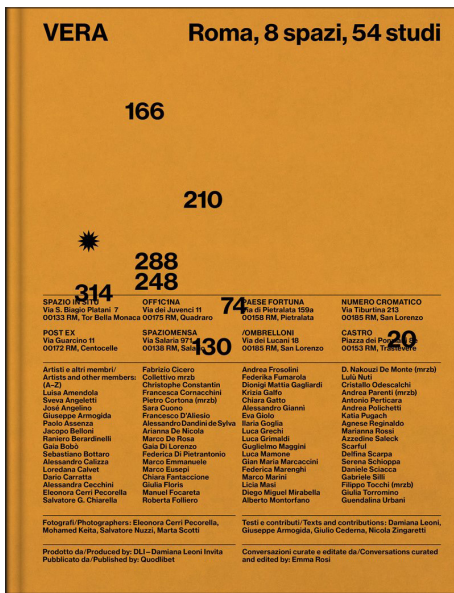 VERA
Roma, 8 spazi, 54 studi
166
210
288
248
314
74
130
20
SPAZIO IN SITU
Via S. Biagio Platani 7
00133 RM, Tor Bella Monaca
OFF1C1NA
Via dei Juvenci 11
00175 RM, Quadraro
PAESE FORTUNA
Via di Pietralata 159a
00158 RM, Pietralata
NUMERO CROMATICO
Via Tiburtina 213
00185 RM, San Lorenzo
POST EX
Via Guarcino 11
00172 RM, Centocelle
SPAZIOMENSA
Via Salaria 971
00138 RM,
/OMBRELLONI
Via dei Lucani 18
00185 RM, San Lorenzo
CASTRO
Piazza dei
00153 RM, Trastevere
Artisti e altri membri/
Artists and other members:
(A–Z)
Luisa Amendola
Sveva Angeletti
José Angelino
Giuseppe Armogida
Paolo Assenza
Jacopo Belloni
Raniero Berardinelli
Gaia Bobò
Sebastiano Bottaro
Alessandro Calizza
Loredana Calvet
Dario Carratta
Alessandra Cecchini
Eleonora Cerri Pecorella
Salvatore G. Chiarella
Fabrizio Cicero
Collettivo mrzb
Christophe Constantin
Francesca Cornacchini
Pietro Cortona (mrzb)
Sara Cuono
Francesco D'Aliesio
Alessandro Dandini de Sylva
Arianna De Nicola
Marco De Rosa
Gaia Di Lorenzo
Federica Di Pietrantonio
Marco Emmanuele
Marco Eusepi
Chiara Fantaccione
Giulia Floris
Manuel Focareta
Roberta Folliero
Andrea Frosolini
Federika Fumarola
Dionigi Mattia Gagliardi
Krizia Galfo
Chiara Gatto
Alessandro Giannì
Eva Giolo
Ilaria Goglia
Luca Grechi
Luca Grimaldi
Guglielmo Maggini
Luca Mamone
Gian Maria Marcaccini
Federica Marenghi
Marco Marini
Licia Masi
Diego Miguel Mirabella
Alberto Montorfano
D. Nakouzi De Monte (mrzb)
Lulù Nuti
Cristallo Odescalchi
Andrea Parenti (mrzb)
Antonio Perticara
Andrea Polichetti
Katia Pugach
Agnese Reginaldo
Marianna Rossi
Azzedine Saleck
Scarful
Delfina Scarpa
Serena Schioppa
Daniele Sciacca
Gabriele Silli
Filippo Tocchi (mrzb)
Giulia Torromino
Guendalina Urbani
Fotografi/Photographers: Eleonora Cerri Pecorella,
Mohamed Keita, Salvatore Nuzzi, Marta Scotti
Testi e contributi/Texts and contributions: Damiana Leoni,
Giuseppe Armogida, Giulio Cederna, Nicola Zingaretti
Prodotto da/Produced by: DLI – Damiana Leoni Invita
Pubblicato da/Published by: Quodlibet
Conversazioni curate e editate da/Conversations curated
and edited by: Emma Rosi